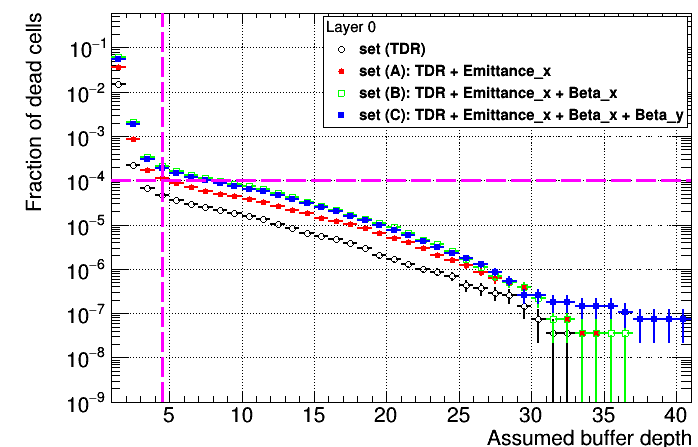 Layer 0
set (TDR)
set (A): TDR + Emittance_x
set (B): TDR + Emittance_x + Beta_x
set (C): TDR + Emittance_x + Beta_x + Beta_y
Fraction of dead cells
10⁻¹
10⁻²
10⁻³
10⁻⁴
10⁻⁵
10⁻⁶
10⁻⁷
10⁻⁸
10⁻⁹
5 10 15 20 25 30 35 40
Assumed buffer depth